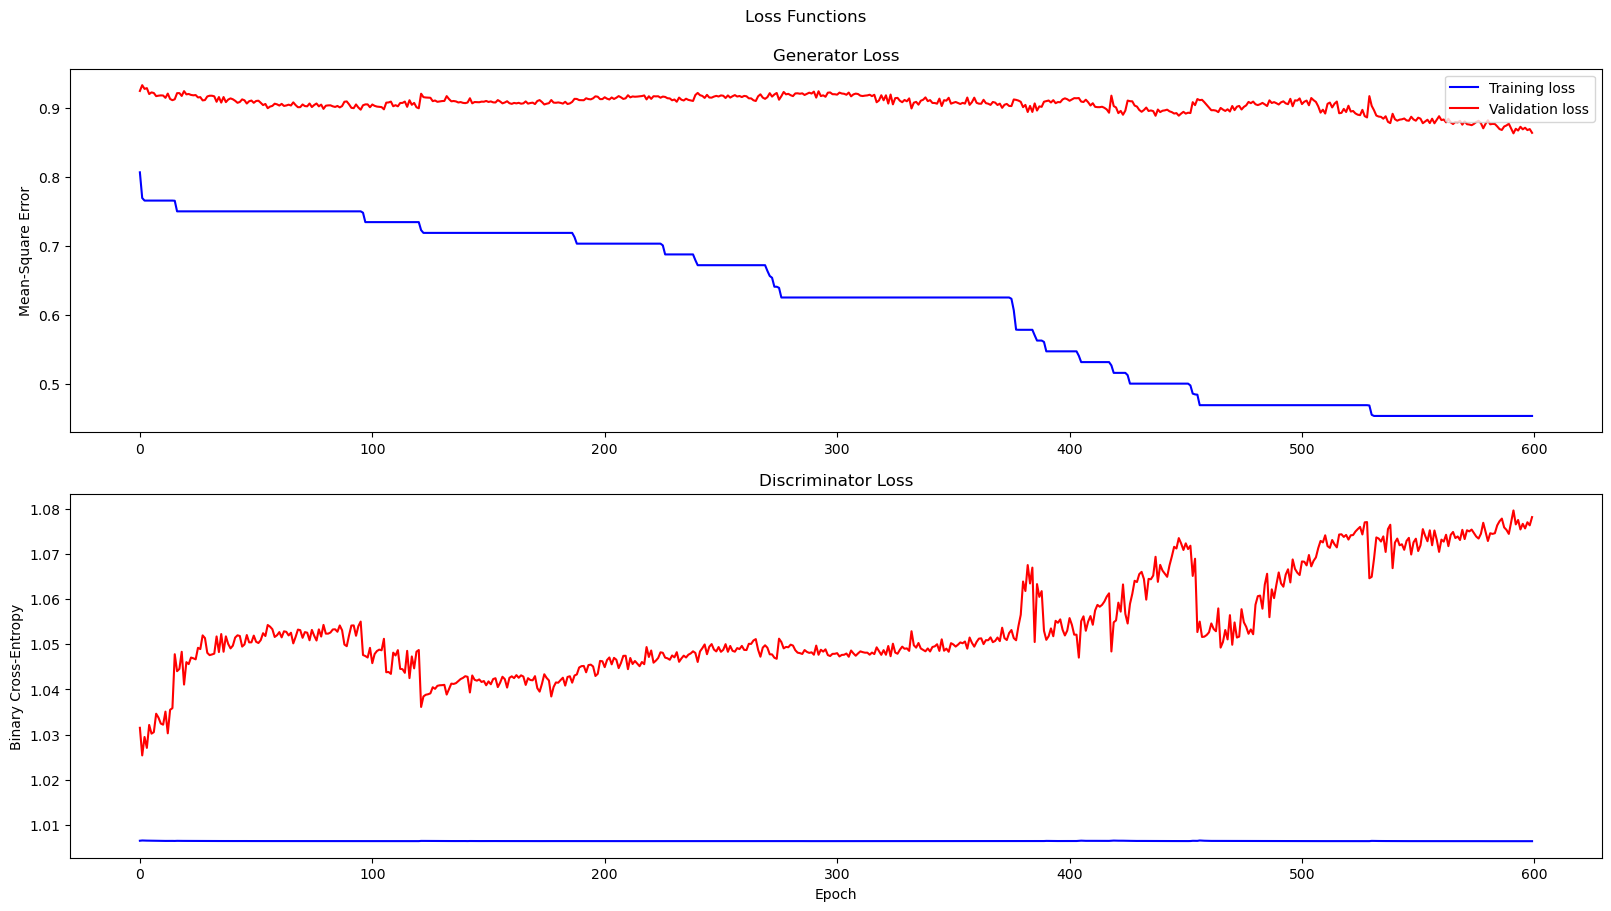 Loss Functions
Generator Loss
Training loss
Validation loss
Mean-Square Error
0.9
0.8
0.7
0.6
0.5
0 100 200 300 400 500 600
Discriminator Loss
Binary Cross-Entropy
1.08
1.07
1.06
1.05
1.04
1.03
1.02
1.01
0 100 200 300 400 500 600
Epoch